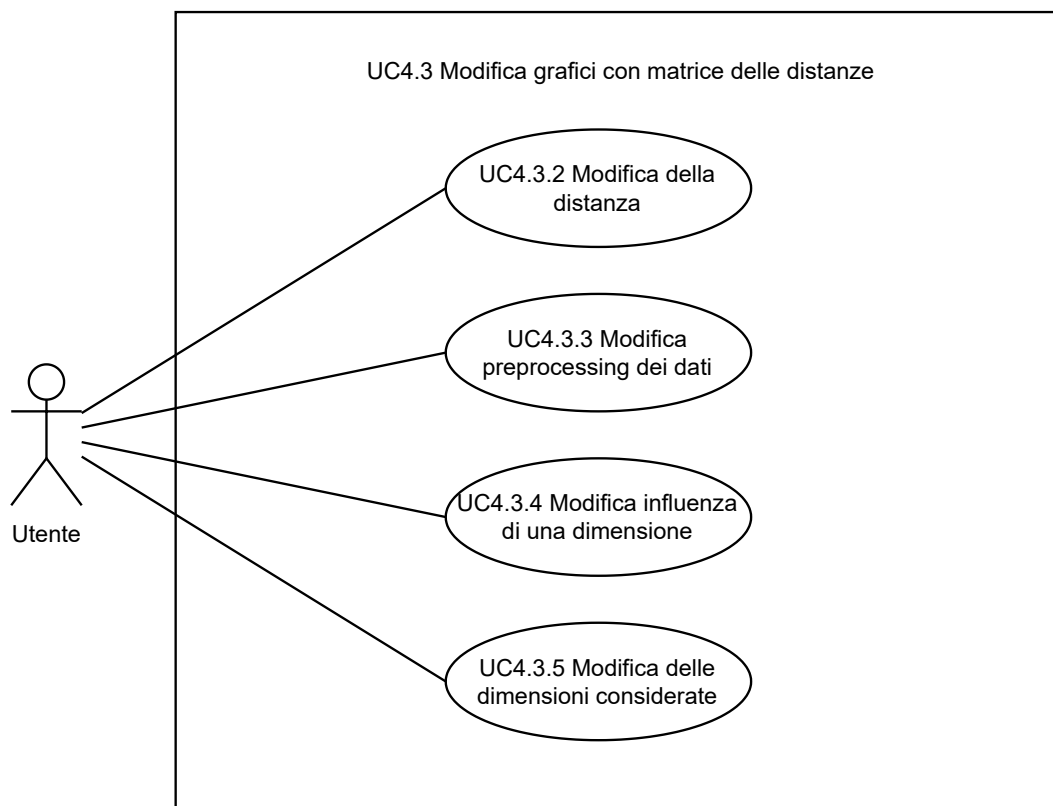 UC4.3 Modifica grafici con matrice delle distanze
UC4.3.2 Modifica della
distanza
UC4.3.3 Modifica
preprocessing dei dati
UC4.3.4 Modifica influenza
di una dimensione
Utente
UC4.3.5 Modifica delle
dimensioni considerate